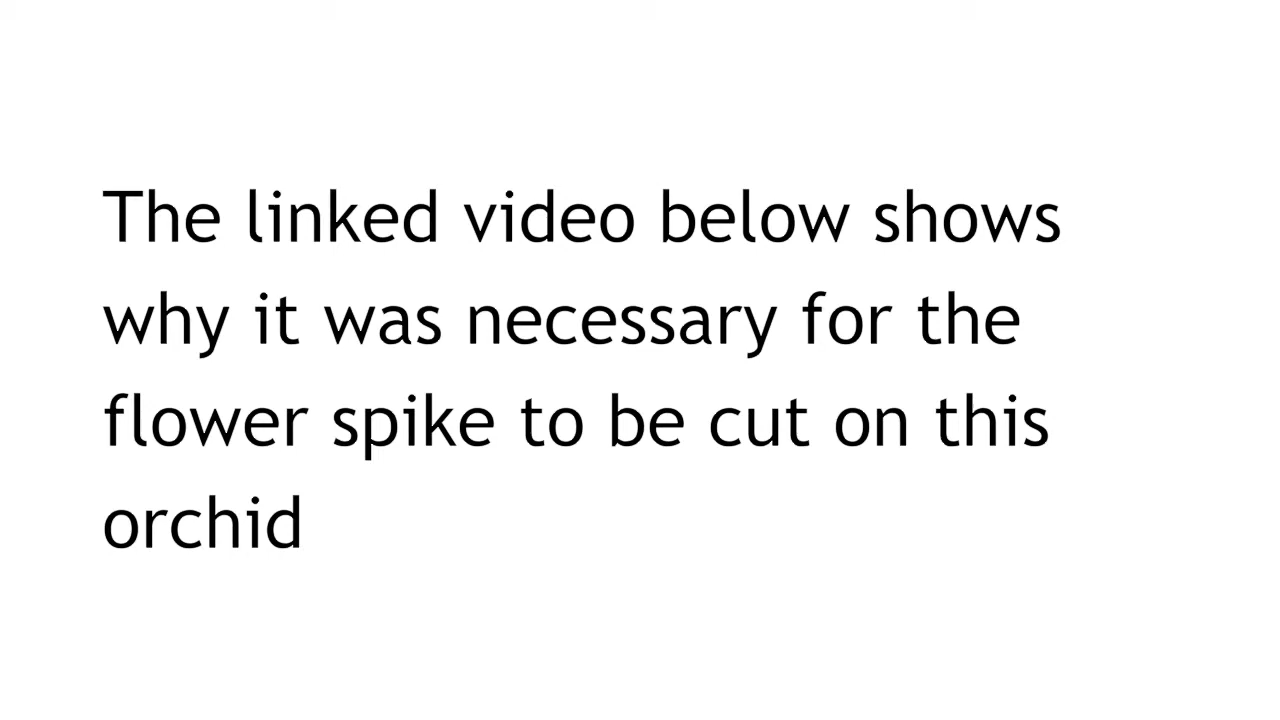 The linked video below shows
why it was necessary for the
flower spike to be cut on this
orchid